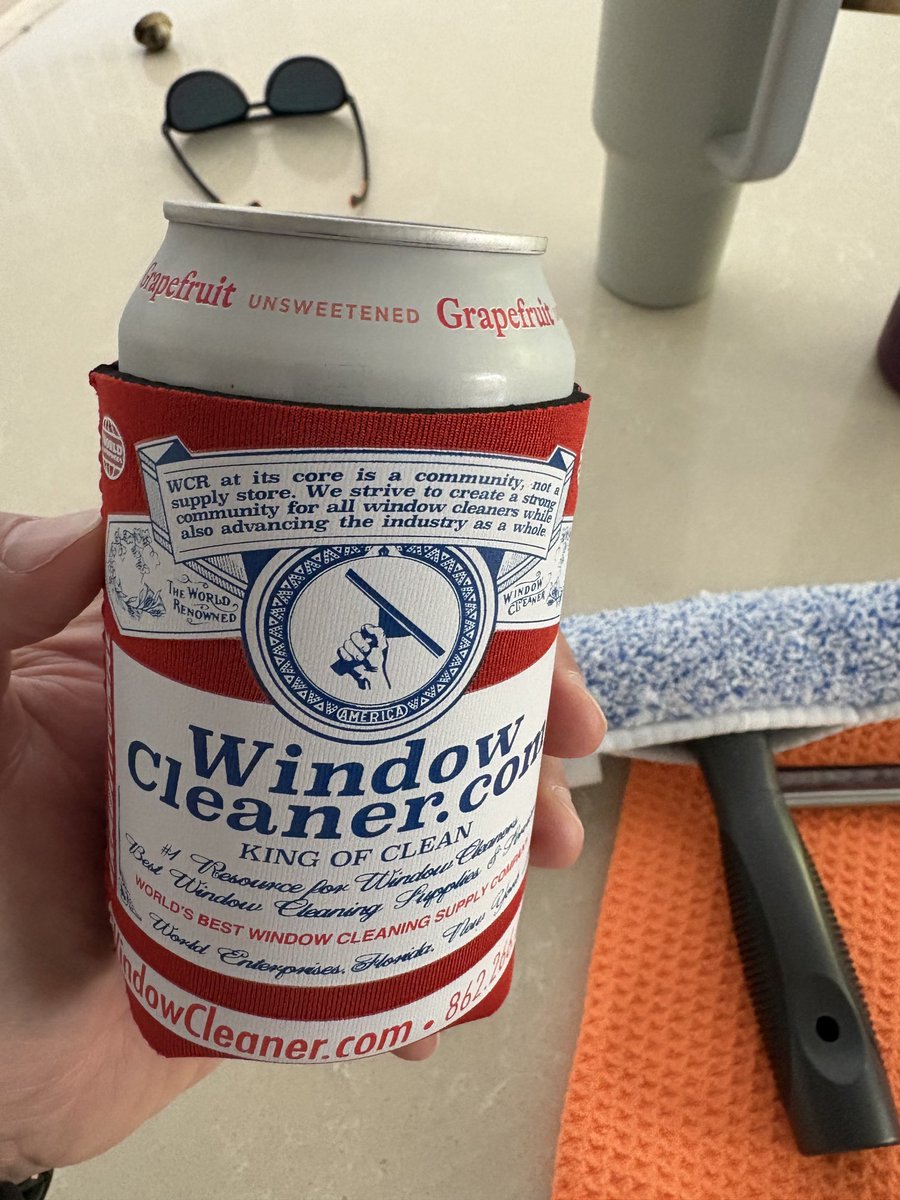 Grapefruit UNSWEETENED Grapefruit
WCR at its core is a community, not a
supply store. We strive to create a strong
community for all window cleaners while
also advancing the industry as a whole.
THE WORLD
RENOWNED
WINDOW
CLEANER
AMERICA
Window
Cleaner.com
KING OF CLEAN
#1 Resource for Window Cleaners
Best Window Cleaning Supplies &
WORLD'S BEST WINDOW CLEANING SUPPLY COMPANY
World Enterprises. Florida. New York
WindowCleaner.com • 862.